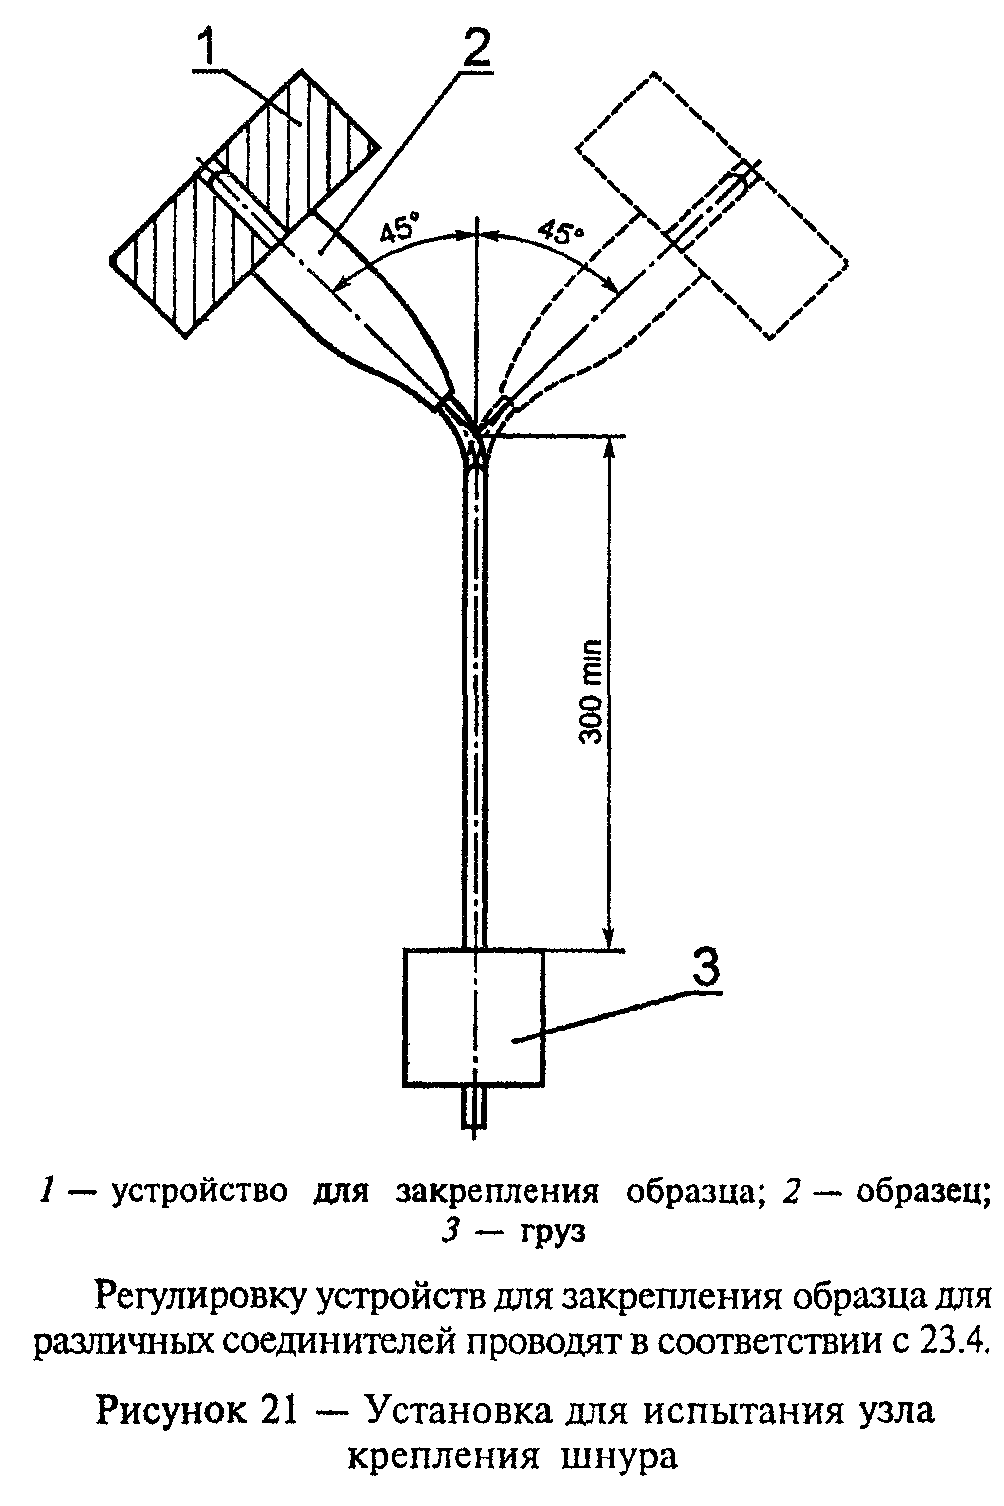 1
2
45°
45°
300 min
3
1 — устройство для закрепления образца; 2 — образец;
3 — груз
Регулировку устройств для закрепления образца для
различных соединителей проводят в соответствии с 23.4.
Рисунок 21 — Установка для испытания узла
крепления шнура